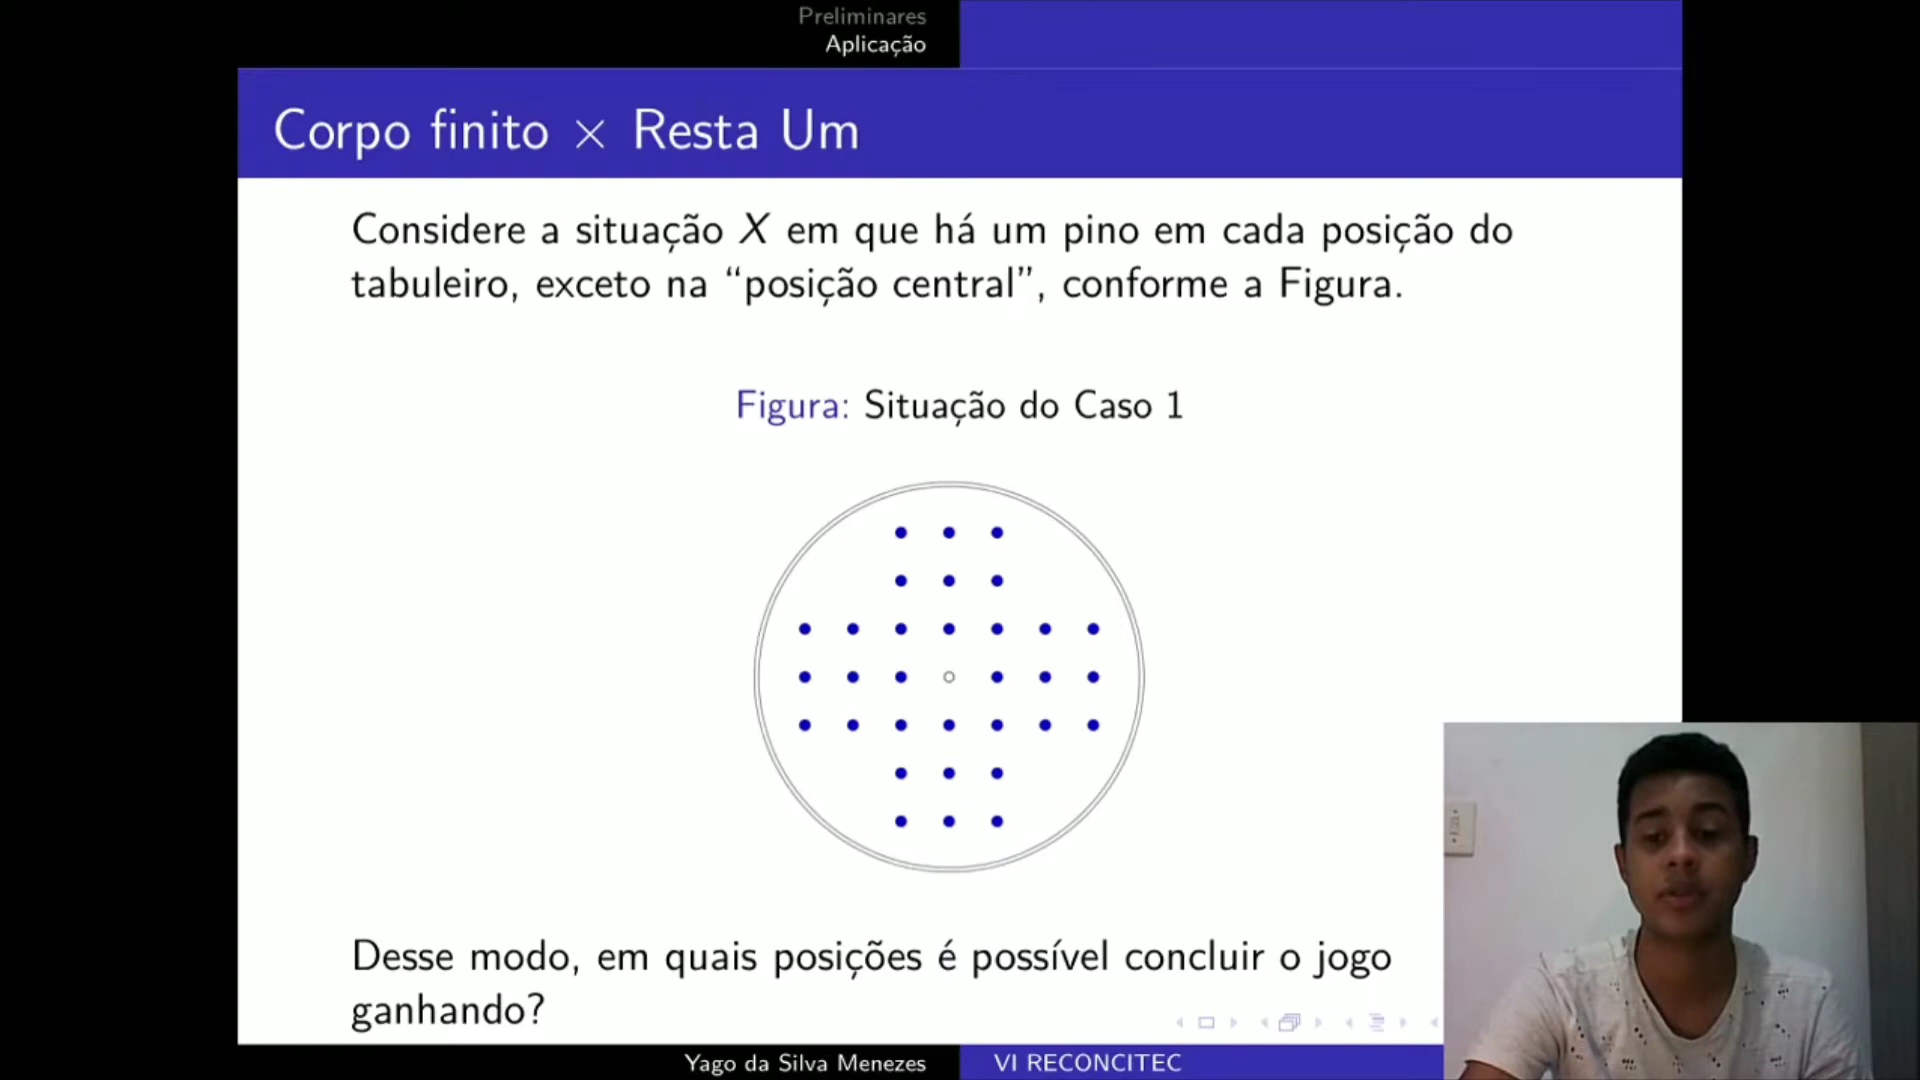 Preliminares
Aplicação
Corpo finito × Resta Um
Considere a situação X em que há um pino em cada posição do
tabuleiro, exceto na “posição central”, conforme a Figura.
Figura: Situação do Caso 1
Desse modo, em quais posições é possível concluir o jogo
ganhando?
Yago da Silva Menezes
VI RECONCITEC